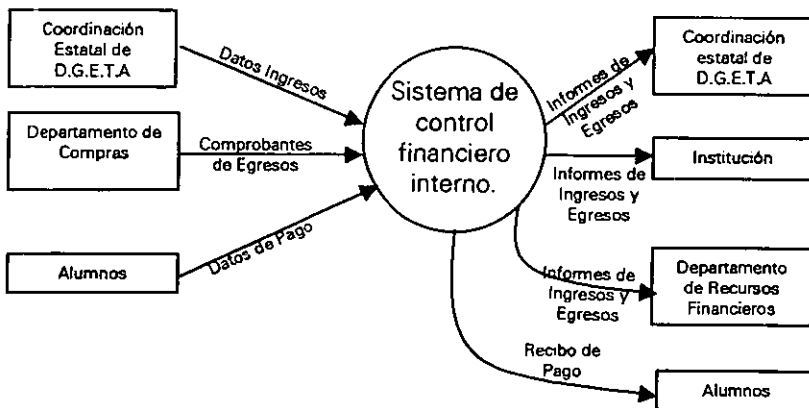 Coordinación
Estatal de
D.G.E.T.A
Datos Ingresos
Departamento de
Compras
Comprobantes
de Egresos
Alumnos
Datos de Pago
Sistema de
control
financiero
interno.
Informes de
Ingresos y
Egresos
Coordinación
estatal de
D.G.E.T.A
Informes de
Ingresos y
Egresos
Institución
Informes de
Ingresos y
Egresos
Departamento
de Recursos
Financieros
Recibo de
Pago
Alumnos